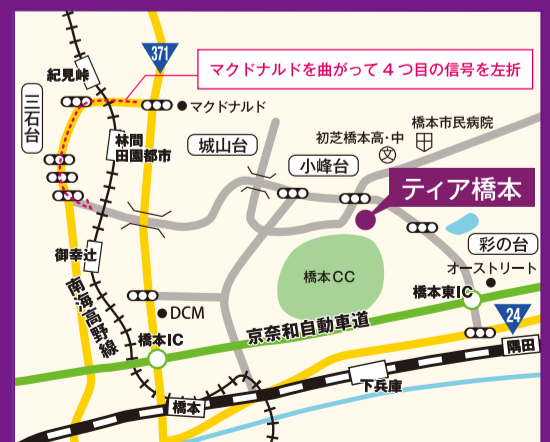 371
紀見峠
マクドナルドを曲がって4つ目の信号を左折
三石台
マクドナルド
橋本市民病院
林間
田園都市
城山台
初芝橋本高・中
文
小峰台
ティア橋本
彩の台
御幸辻
橋本CC
オーストリート
橋本東IC
南海高野線
DCM
京奈和自動車道
24
橋本IC
隅田
下兵庫
橋本